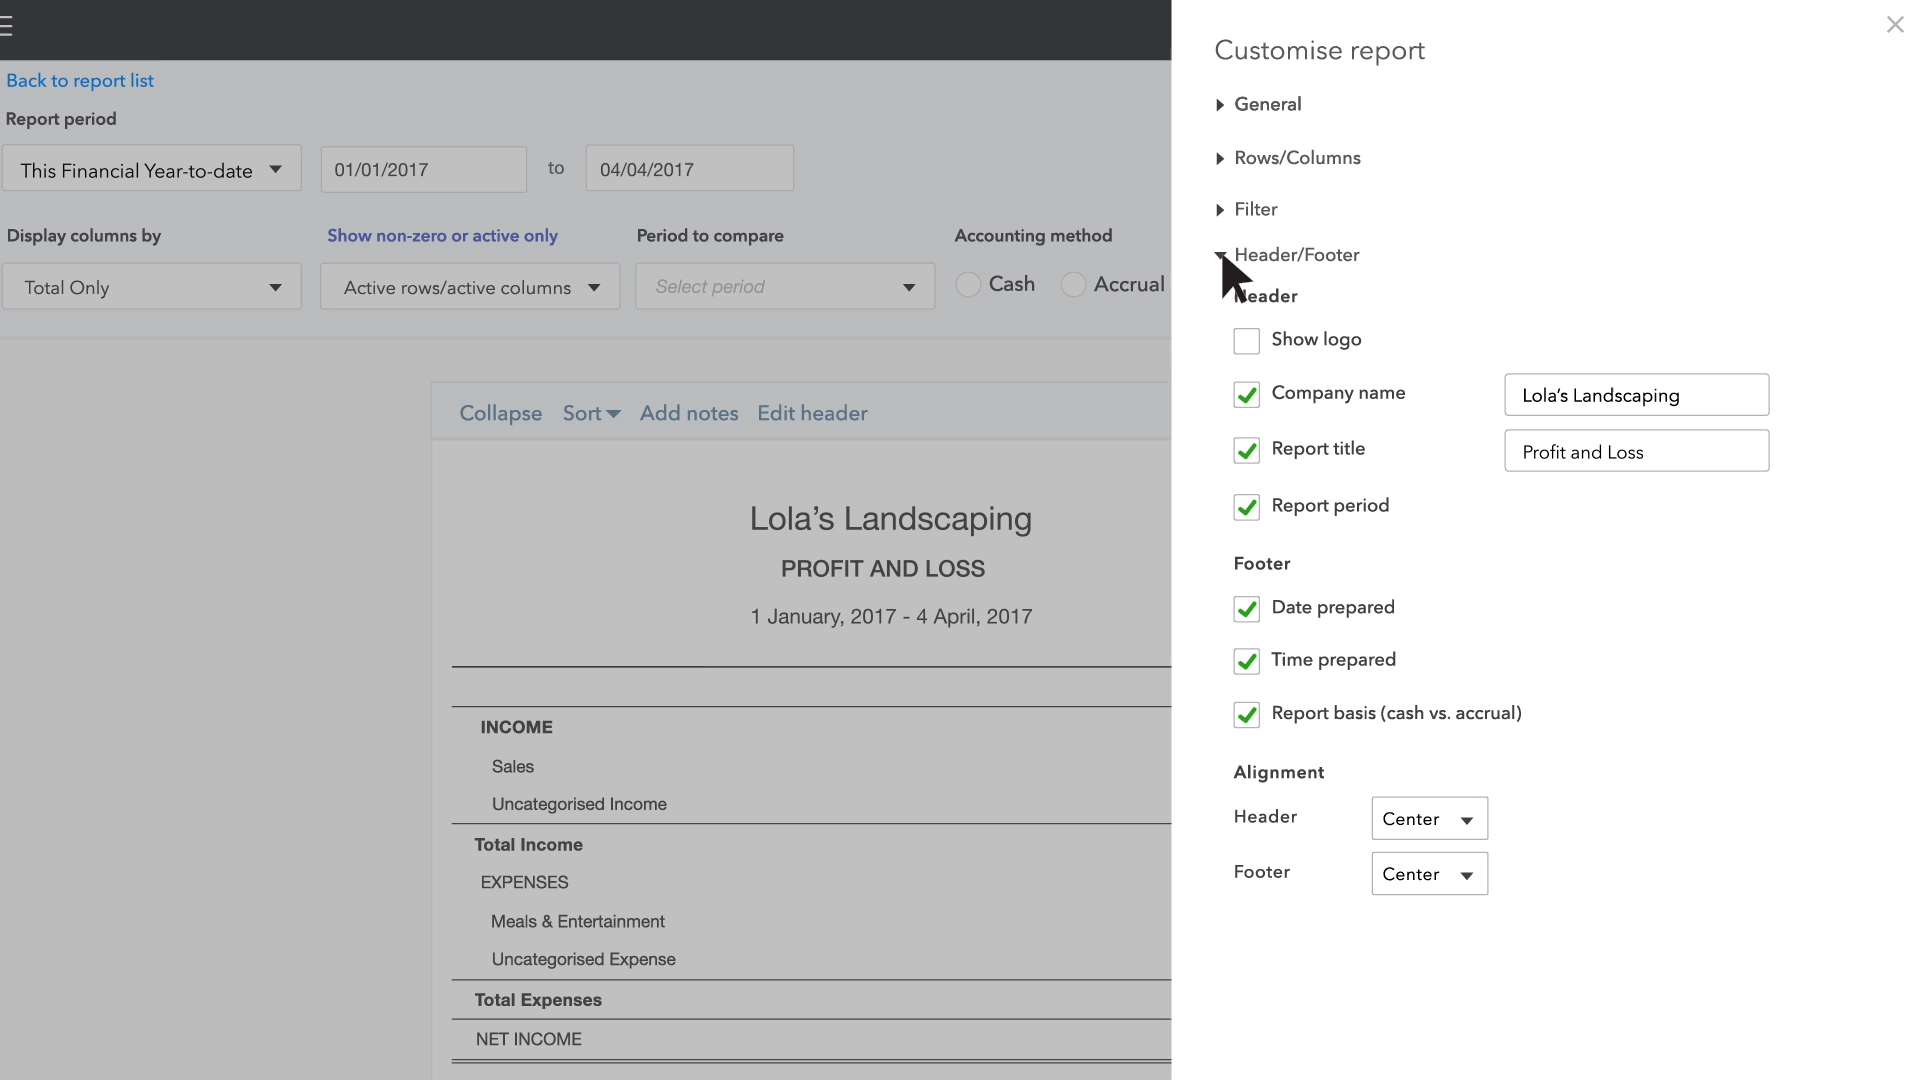 Back to report list
Report period
This Financial Year-to-date
01/01/2017
to
04/04/2017
Display columns by
Show non-zero or active only
Period to compare
Accounting method
Total Only
Active rows/active columns
Select period
Cash
Accrual
Collapse
Sort
Add notes
Edit header
Lola's Landscaping
PROFIT AND LOSS
1 January, 2017 - 4 April, 2017
INCOME
Sales
Uncategorised Income
Total Income
EXPENSES
Meals & Entertainment
Uncategorised Expense
Total Expenses
NET INCOME
Customise report
General
Rows/Columns
Filter
Header/Footer
Header
Show logo
Company name
Lola's Landscaping
Report title
Profit and Loss
Report period
Footer
Date prepared
Time prepared
Report basis (cash vs. accrual)
Alignment
Header
Center
Footer
Center